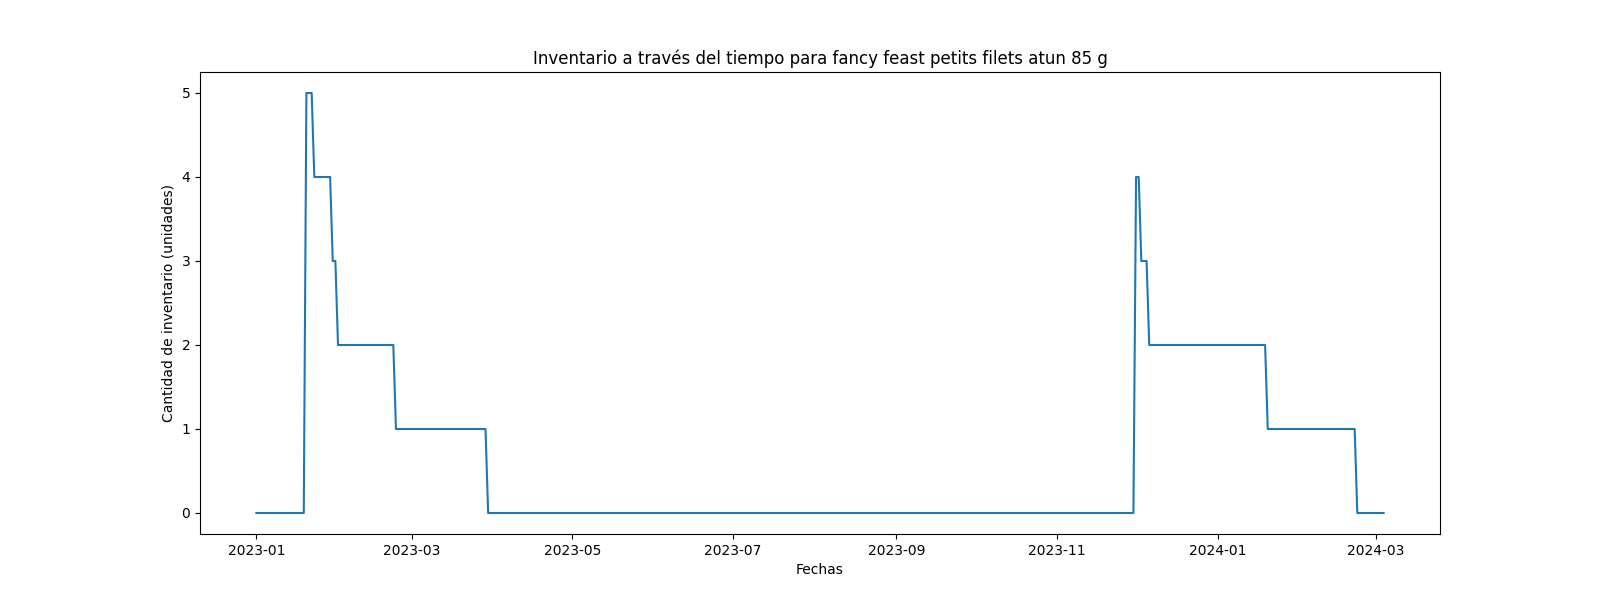 Inventario a través del tiempo para fancy feast petits filets atun 85 g
Cantidad de inventario (unidades)
5
4
3
2
1
0
2023-01 2023-03 2023-05 2023-07 2023-09 2023-11 2024-01 2024-03
Fechas